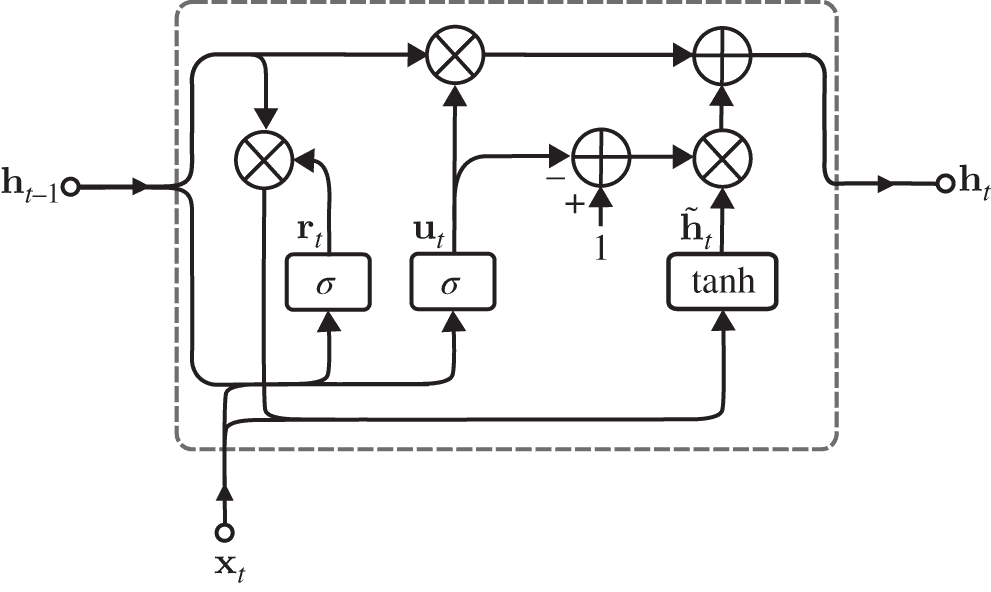 h_{t–1}
h_t
r_t
u_t
h̃_t
–
+
1
σ
σ
tanh
x_t